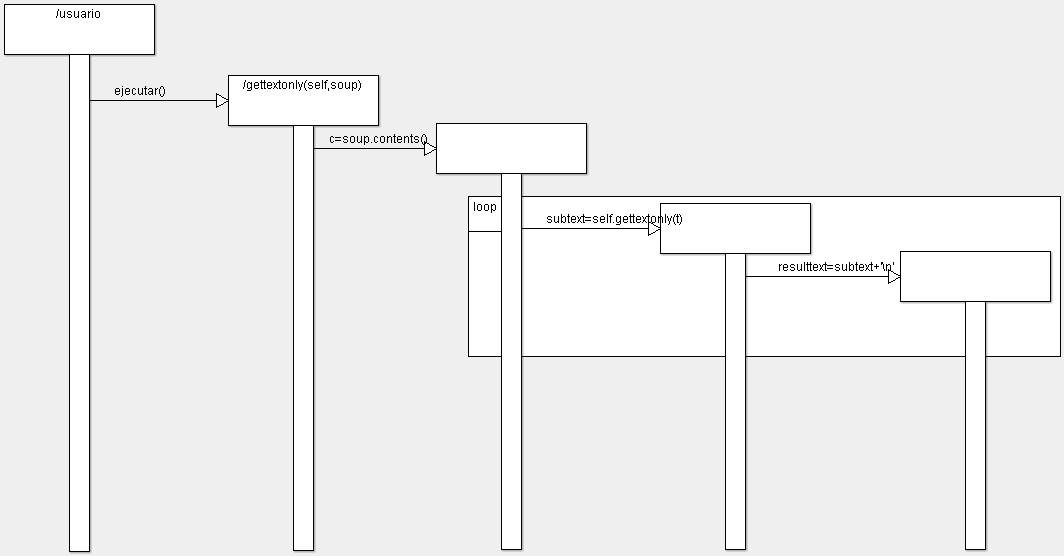 /usuario
ejecutar()
/gettextonly(self,soup)
c=soup.contents()
loop
subtext=self.gettextonly(t)
resulttext=subtext+'\n'